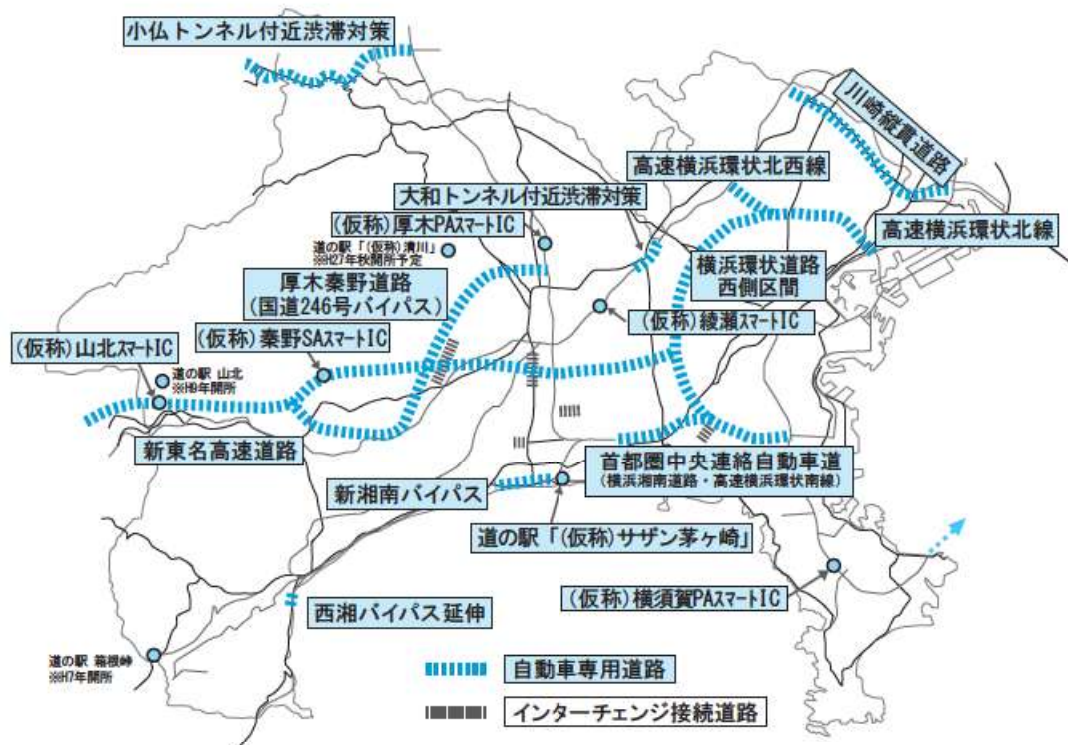 小仏トンネル付近渋滞対策
川崎縦貫道路
高速横浜環状北西線
大和トンネル付近渋滞対策
(仮称)厚木PAスマートIC
道の駅「(仮称)清川」
※H27年秋開所予定
高速横浜環状北線
厚木秦野道路
(国道246号バイパス)
横浜環状道路
西側区間
(仮称)秦野SAスマートIC
(仮称)綾瀬スマートIC
(仮称)山北スマートIC
道の駅 山北
※H9年開所
新東名高速道路
首都圏中央連絡自動車道
(横浜湘南道路・高速横浜環状南線)
新湘南バイパス
道の駅「(仮称)サザン茅ヶ崎」
(仮称)横須賀PAスマートIC
西湘バイパス延伸
道の駅 箱根峠
※H7年開所
自動車専用道路
インターチェンジ接続道路